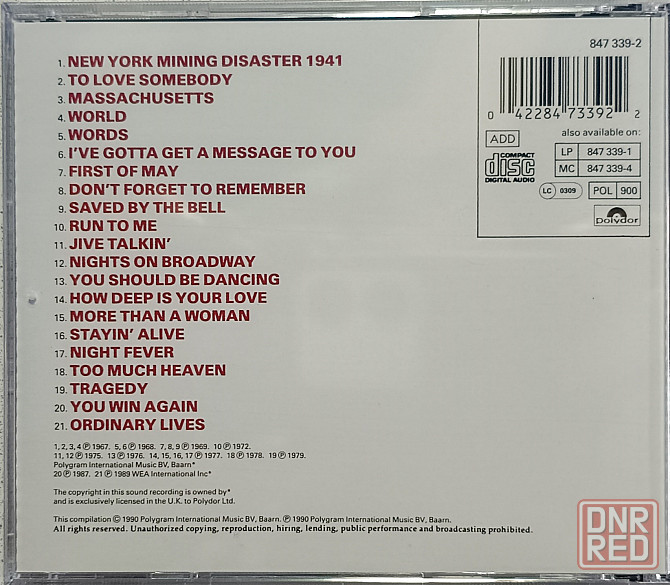 1. NEW YORK MINING DISASTER 1941
2. TO LOVE SOMEBODY
3. MASSACHUSETTS
4. WORLD
5. WORDS
6. I'VE GOTTA GET A MESSAGE TO YOU
7. FIRST OF MAY
8. DON'T FORGET TO REMEMBER
9. SAVED BY THE BELL
10. RUN TO ME
11. JIVE TALKIN'
12. NIGHTS ON BROADWAY
13. YOU SHOULD BE DANCING
14. HOW DEEP IS YOUR LOVE
15. MORE THAN A WOMAN
16. STAYIN' ALIVE
17. NIGHT FEVER
18. TOO MUCH HEAVEN
19. TRAGEDY
20. YOU WIN AGAIN
21. ORDINARY LIVES
1, 2, 3, 4 ℗ 1967. 5, 6 ℗ 1968. 7, 8, 9 ℗ 1969. 10 ℗ 1972.
11, 12 ℗ 1975. 13 ℗ 1976. 14, 15, 16, 17 ℗ 1977. 18 ℗ 1978. 19 ℗ 1979.
Polygram International Music BV, Baarn*
20 ℗ 1987. 21 ℗ 1989 WEA International Inc*
The copyright in this sound recording is owned by*
and is exclusively licensed in the U.K. to Polydor Ltd.
This compilation © 1990 Polygram International Music BV, Baarn. ℗ 1990 Polygram International Music BV, Baarn.
All rights reserved. Unauthorized copying, reproduction, hiring, lending, public performance and broadcasting prohibited.
847 339-2
0 42284 73392 2
ADD
also available on:
LP 847 339-1
MC 847 339-4
COMPACT
disc
DIGITAL AUDIO
LC 0309
POL 900
Polydor
DNR
RED